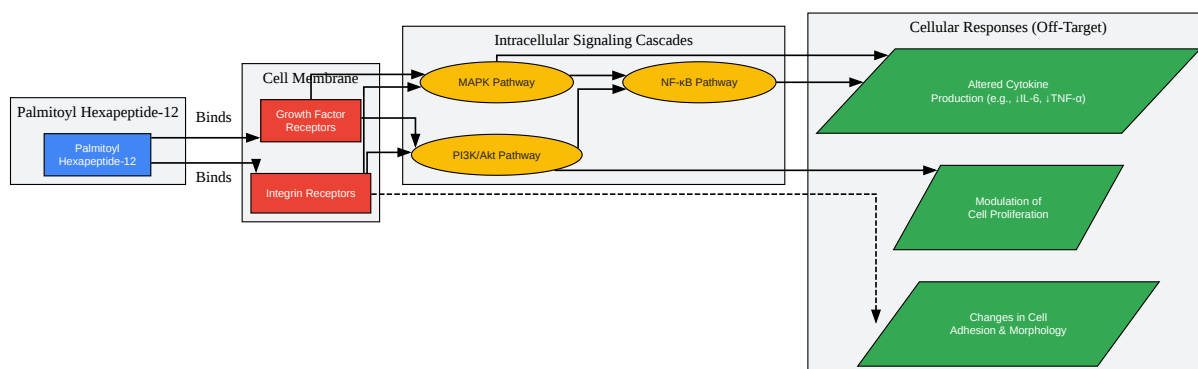 Palmitoyl Hexapeptide-12
Palmitoyl
Hexapeptide-12
Binds
Binds
Cell Membrane
Growth Factor
Receptors
Integrin Receptors
Intracellular Signaling Cascades
MAPK Pathway
NF-κB Pathway
PI3K/Akt Pathway
Cellular Responses (Off-Target)
Altered Cytokine
Production (e.g., ↓IL-6, ↓TNF-α)
Modulation of
Cell Proliferation
Changes in Cell
Adhesion & Morphology